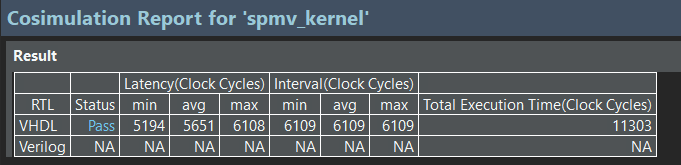 Cosimulation Report for 'spmv_kernel'
Result
Latency(Clock Cycles) Interval(Clock Cycles)
RTL Status min avg max min avg max Total Execution Time(Clock Cycles)
VHDL Pass 5194 5651 6108 6109 6109 6109 11303
Verilog NA NA NA NA NA NA NA NA